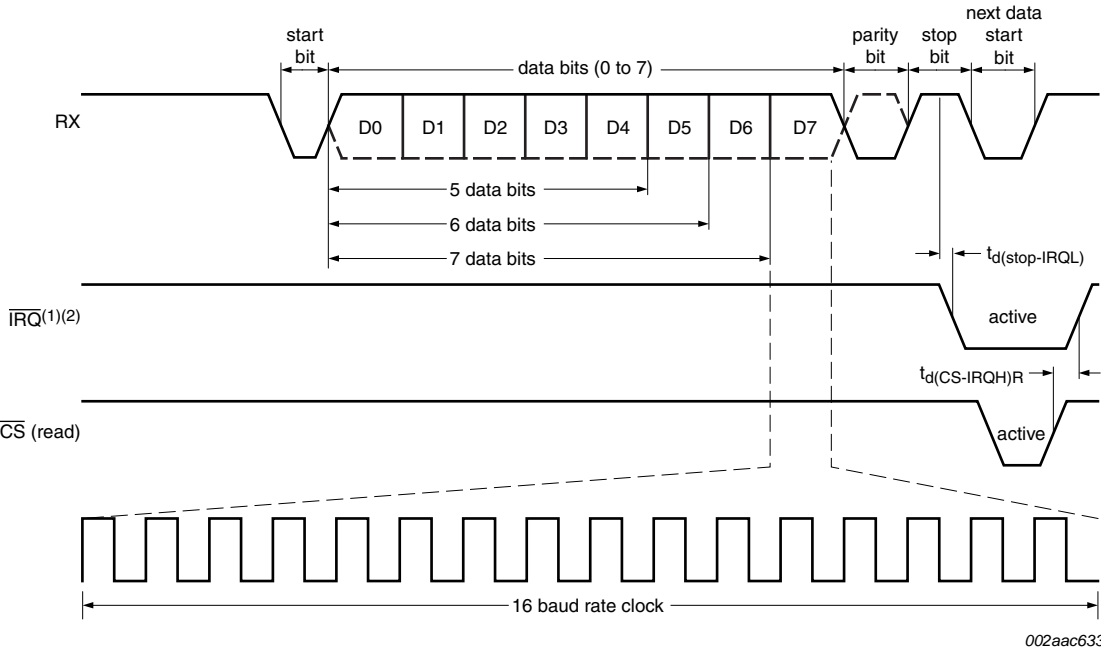 start
bit
data bits (0 to 7)
parity
bit
stop
bit
next data
start
bit
RX
D0 D1 D2 D3 D4 D5 D6 D7
5 data bits
6 data bits
7 data bits
td(stop-IRQL)
IRQ(1)(2)
active
td(CS-IRQH)R
CS (read)
active
16 baud rate clock
002aac633